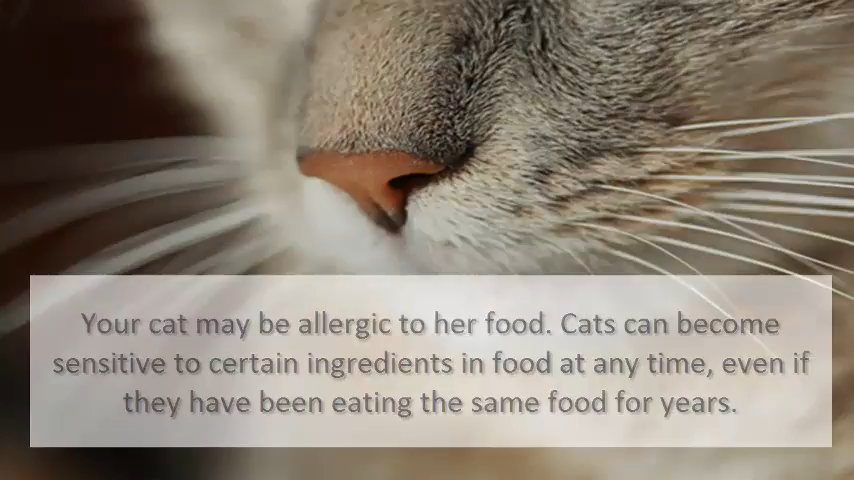 Your cat may be allergic to her food. Cats can become
sensitive to certain ingredients in food at any time, even if
they have been eating the same food for years.